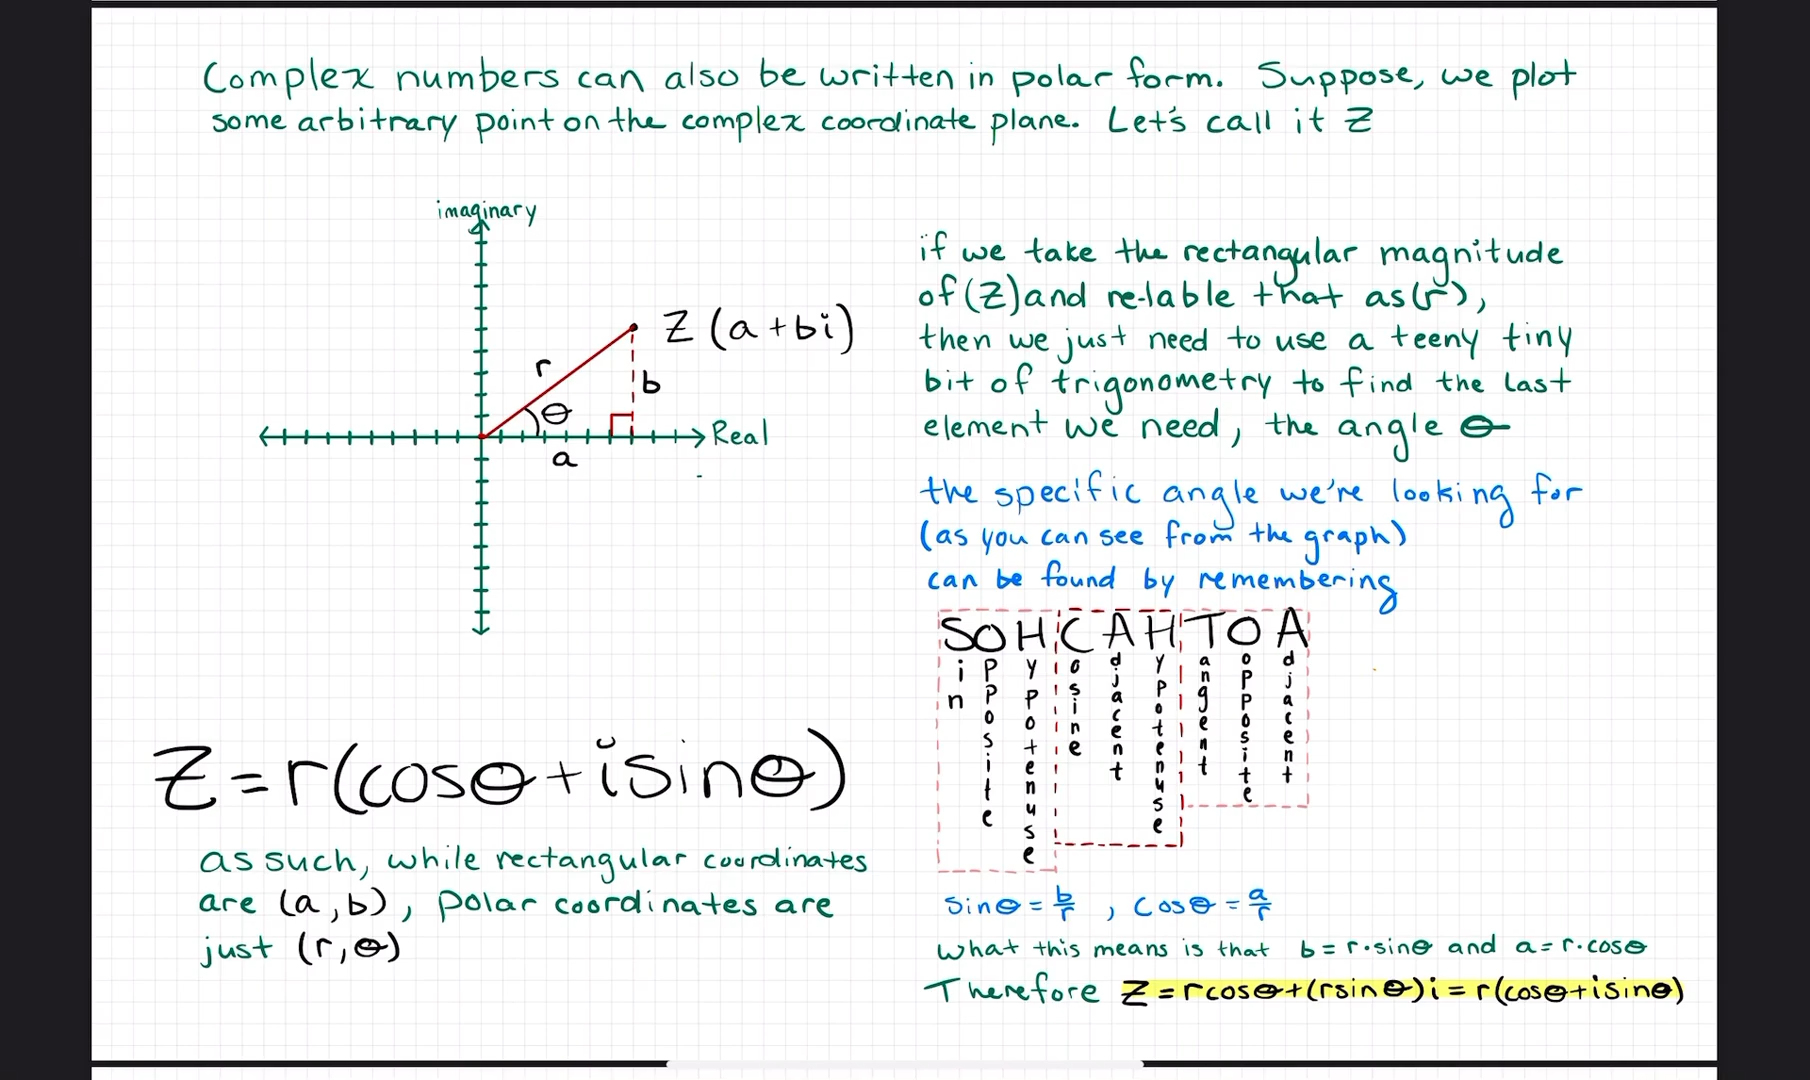 Complex numbers can also be written in polar form. Suppose, we plot
some arbitrary point on the complex coordinate plane. Let's call it Z
imaginary
Z (a+bi)
r
b
θ
Real
a
if we take the rectangular magnitude
of (Z) and re-lable that as (r),
then we just need to use a teeny tiny
bit of trigonometry to find the last
element we need, the angle θ
the specific angle we're looking for
(as you can see from the graph)
can be found by remembering
SOH CAH TOA
Sin Opposite Hypotenuse Cosine Adjacent Hypotenuse Tangent Opposite Adjacent
sinθ = b/r , cosθ = a/r
What this means is that b = r·sinθ and a = r·cosθ
Therefore Z = rcosθ+(rsinθ)i = r(cosθ+isinθ)
Z = r(cosθ+isinθ)
as such, while rectangular coordinates
are (a,b), polar coordinates are
just (r,θ)